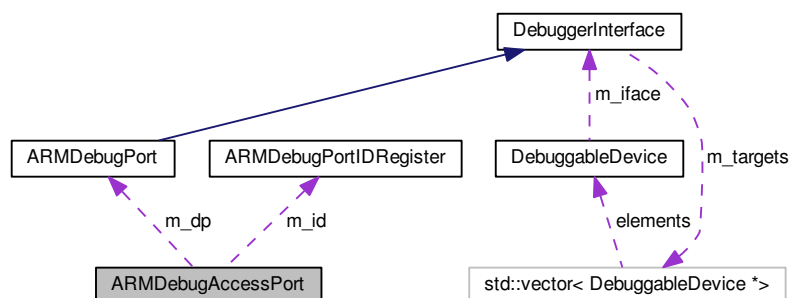 DebuggerInterface
m_iface
ARMDebugPort
ARMDebugPortIDRegister
DebuggableDevice
m_targets
m_dp
m_id
elements
ARMDebugAccessPort
std::vector< DebuggableDevice *>